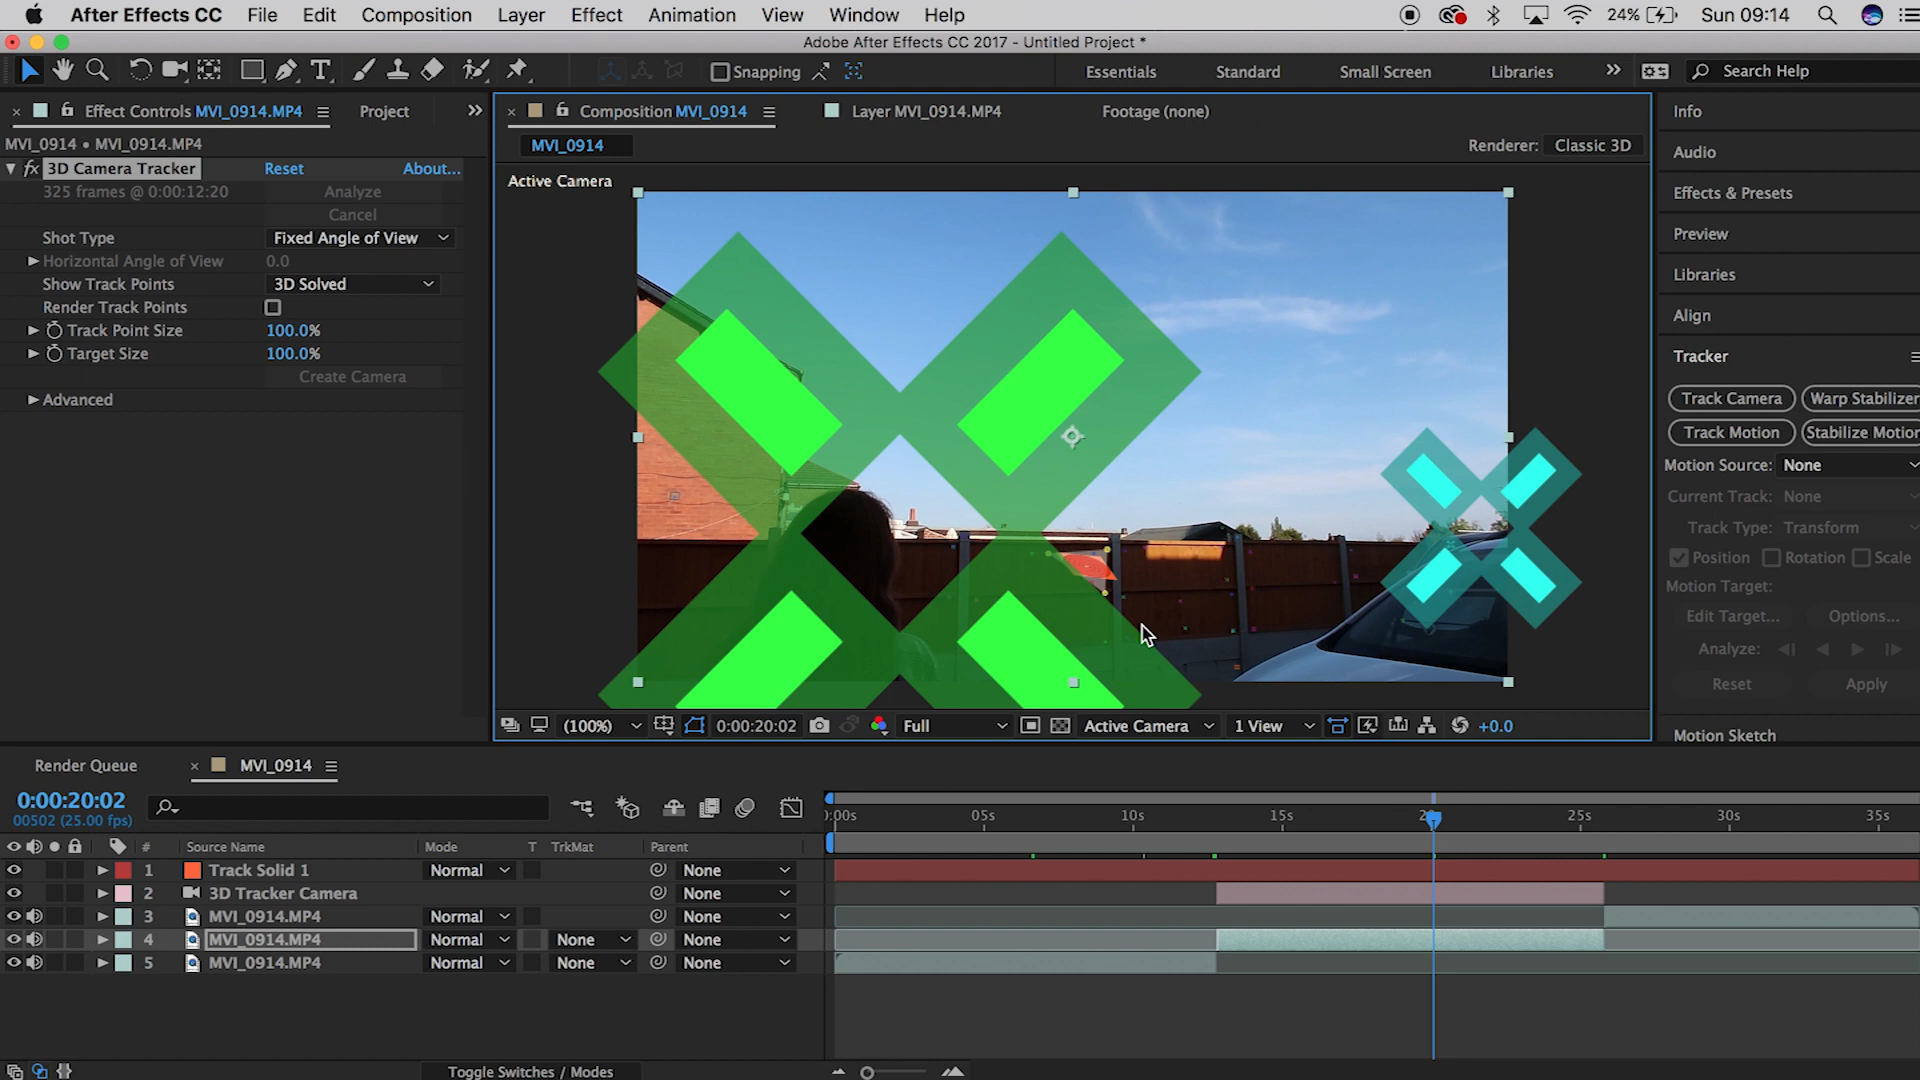 After Effects CC File Edit Composition Layer Effect Animation View Window Help 24% Sun 09:14
Adobe After Effects CC 2017 - Untitled Project *
Snapping Essentials Standard Small Screen Libraries Search Help
Effect Controls MVI_0914.MP4 Project
MVI_0914 • MVI_0914.MP4
fx 3D Camera Tracker Reset About...
325 frames @ 0:00:12:20 Analyze
Cancel
Shot Type Fixed Angle of View
Horizontal Angle of View 0.0
Show Track Points 3D Solved
Render Track Points
Track Point Size 100.0%
Target Size 100.0%
Create Camera
Advanced
Composition MVI_0914 Layer MVI_0914.MP4 Footage (none)
MVI_0914 Renderer: Classic 3D
Active Camera
(100%) 0:00:20:02 Full Active Camera 1 View +0.0
Info
Audio
Effects & Presets
Preview
Libraries
Align
Tracker
Track Camera Warp Stabilizer
Track Motion Stabilize Motion
Motion Source: None
Current Track: None
Track Type: Transform
Position Rotation Scale
Motion Target:
Edit Target... Options...
Analyze:
Reset Apply
Motion Sketch
Render Queue MVI_0914
0:00:20:02
00502 (25.00 fps)
:00s 05s 10s 15s 25s 30s 35s
# Source Name Mode T TrkMat Parent
1 Track Solid 1 Normal None
2 3D Tracker Camera None
3 MVI_0914.MP4 Normal None
4 MVI_0914.MP4 Normal None None
5 MVI_0914.MP4 Normal None None
Toggle Switches / Modes